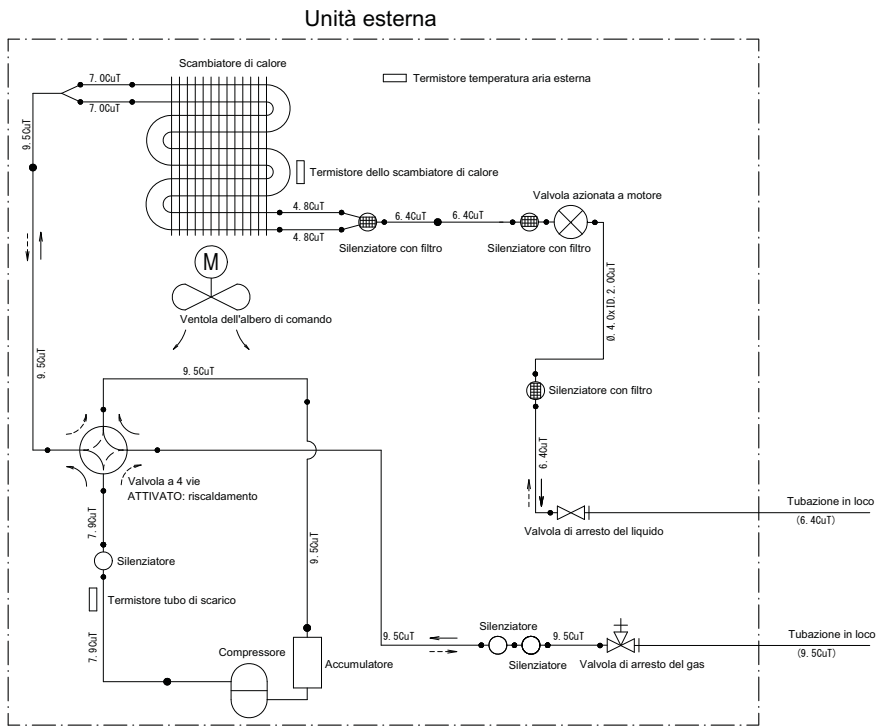 Unità esterna
Scambiatore di calore
Termistore temperatura aria esterna
7.0CuT
7.0CuT
9.5CuT
Termistore dello scambiatore di calore
Valvola azionata a motore
4.8CuT
6.4CuT
6.4CuT
4.8CuT
Silenziatore con filtro
Silenziatore con filtro
M
Ø.4.0xID.2.0CuT
Ventola dell'albero di comando
9.5CuT
9.5CuT
Silenziatore con filtro
6.4CuT
Valvola a 4 vie
ATTIVATO: riscaldamento
Tubazione in loco
(6.4CuT)
Valvola di arresto del liquido
7.9CuT
9.5CuT
Silenziatore
Termistore tubo di scarico
7.9CuT
Silenziatore
9.5CuT
9.5CuT
Tubazione in loco
(9.5CuT)
Compressore
Accumulatore
Silenziatore
Valvola di arresto del gas